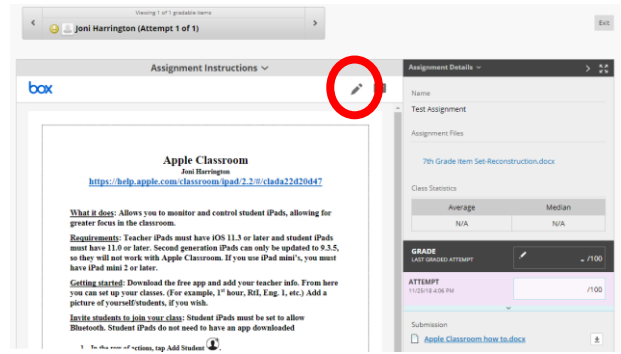 Viewing 1 of 1 gradable items
Joni Harrington (Attempt 1 of 1)
Exit
Assignment Instructions
box
Apple Classroom
Joni Harrington
https://help.apple.com/classroom/ipad/2.2/#/clada22d20d47
What it does: Allows you to monitor and control student iPads, allowing for
greater focus in the classroom.
Requirements: Teacher iPads must have iOS 11.3 or later and student iPads
must have 11.0 or later. Second generation iPads can only be updated to 9.3.5,
so they will not work with Apple Classroom. If you use iPad mini's, you must
have iPad mini 2 or later.
Getting started: Download the free app and add your teacher info. From here
you can set up your classes. (For example, 1st hour, RtI, Eng. 1, etc.) Add a
picture of yourself/students, if you wish.
Invite students to join your class: Student iPads must be set to allow
Bluetooth. Student iPads do not need to have an app downloaded
1. In the row of actions, tap Add Student
Assignment Details
Name
Test Assignment
Assignment Files
7th Grade Item Set-Reconstruction.docx
Class Statistics
Average Median
N/A N/A
GRADE
LAST GRADED ATTEMPT
- /100
ATTEMPT
11/25/18 4:06 PM
/100
Submission
Apple Classroom how to.docx